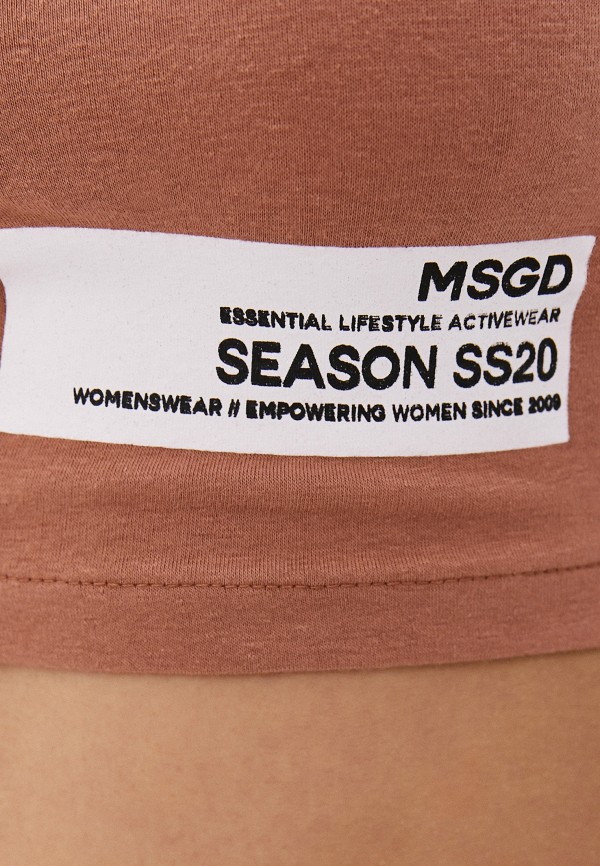 MSGD
ESSENTIAL LIFESTYLE ACTIVEWEAR
SEASON SS20
WOMENSWEAR // EMPOWERING WOMEN SINCE 2009